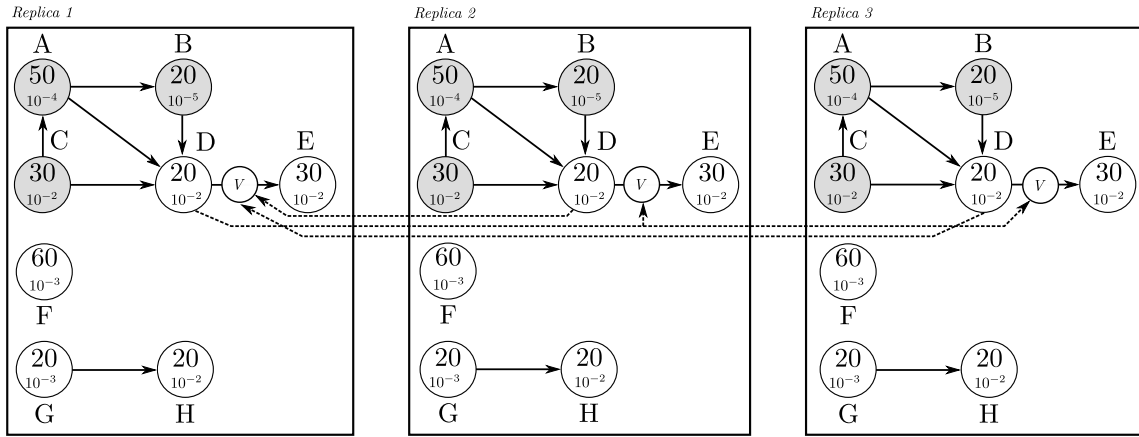 Replica 1 Replica 2 Replica 3
A B A B A B
50 20 50 20 50 20
10⁻⁴ 10⁻⁵ 10⁻⁴ 10⁻⁵ 10⁻⁴ 10⁻⁵
C D E C D E C D E
30 20 V 30 30 20 V 30 30 20 V 30
10⁻² 10⁻² 10⁻² 10⁻² 10⁻² 10⁻² 10⁻² 10⁻² 10⁻²
60 60 60
10⁻³ 10⁻³ 10⁻³
F F F
20 20 20 20 20 20
10⁻³ 10⁻² 10⁻³ 10⁻² 10⁻³ 10⁻²
G H G H G H